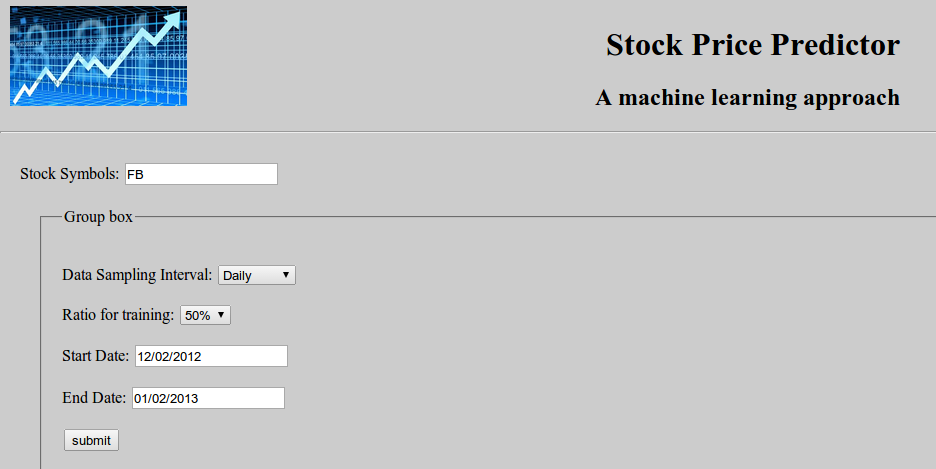 Stock Price Predictor
A machine learning approach
Stock Symbols: FB
Group box
Data Sampling Interval: Daily
Ratio for training: 50%
Start Date: 12/02/2012
End Date: 01/02/2013
submit